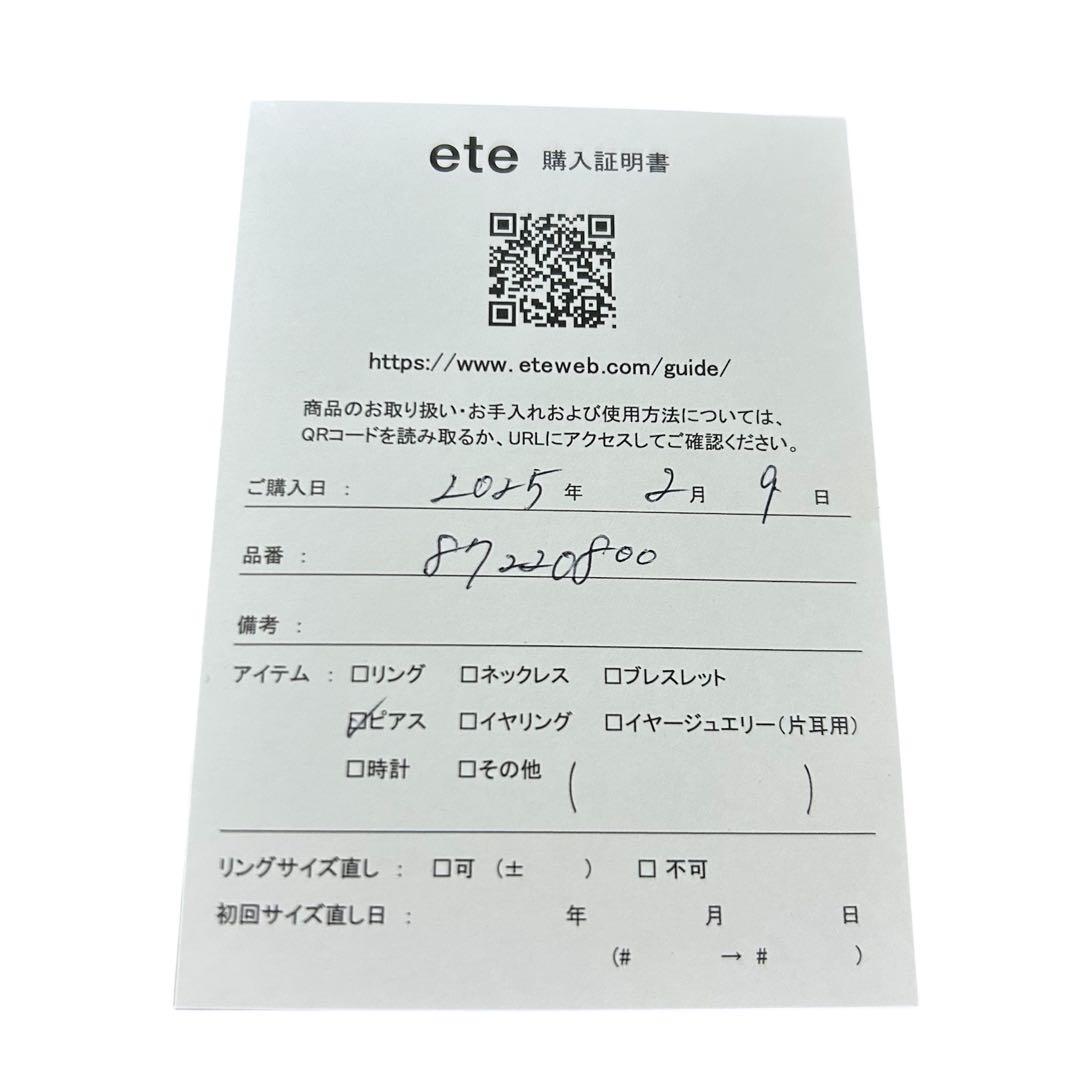 ete 購入証明書
https://www.eteweb.com/guide/
商品のお取り扱い・お手入れおよび使用方法については、
QRコードを読み取るか、URLにアクセスしてご確認ください。
ご購入日 : 2025 年 2 月 9 日
品番 : 87220800
備考 :
アイテム : □リング □ネックレス □ブレスレット
☑ピアス □イヤリング □イヤージュエリー(片耳用)
□時計 □その他 ( )
リングサイズ直し : □可 (± ) □不可
初回サイズ直し日 : 年 月 日
(# → # )